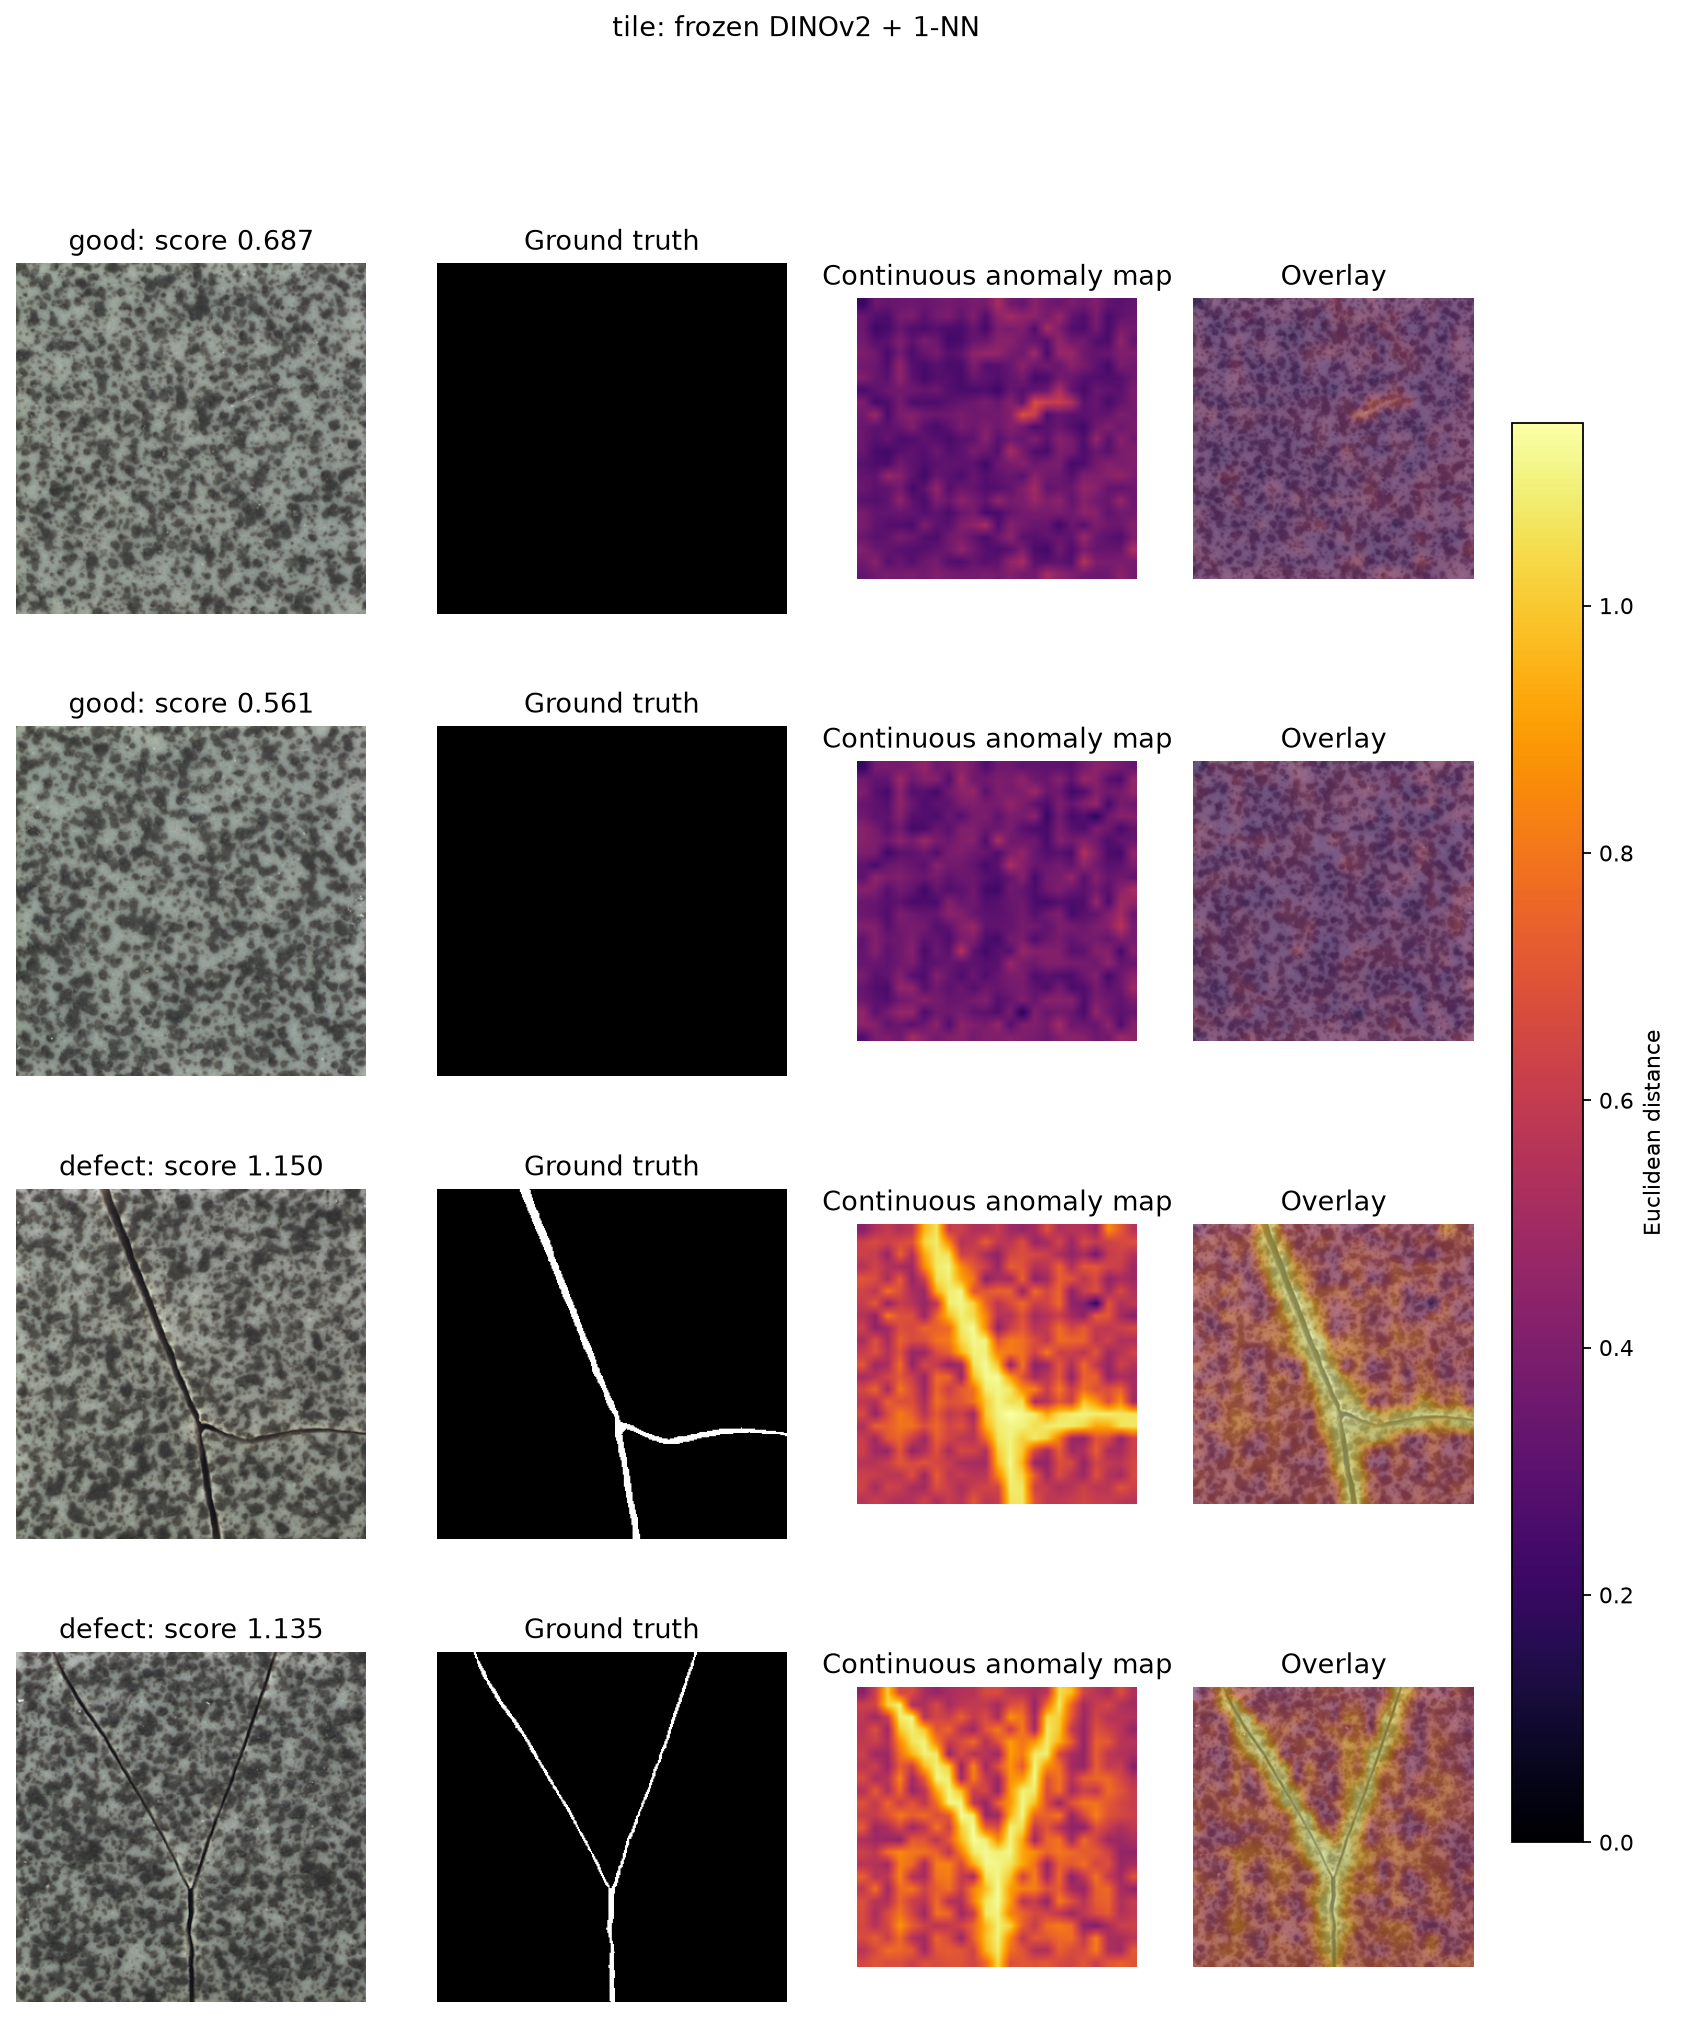 tile: frozen DINOv2 + 1-NN
good: score 0.687
Ground truth
Continuous anomaly map
Overlay
good: score 0.561
Ground truth
Continuous anomaly map
Overlay
defect: score 1.150
Ground truth
Continuous anomaly map
Overlay
defect: score 1.135
Ground truth
Continuous anomaly map
Overlay
1.0
0.8
0.6
0.4
0.2
0.0
Euclidean distance